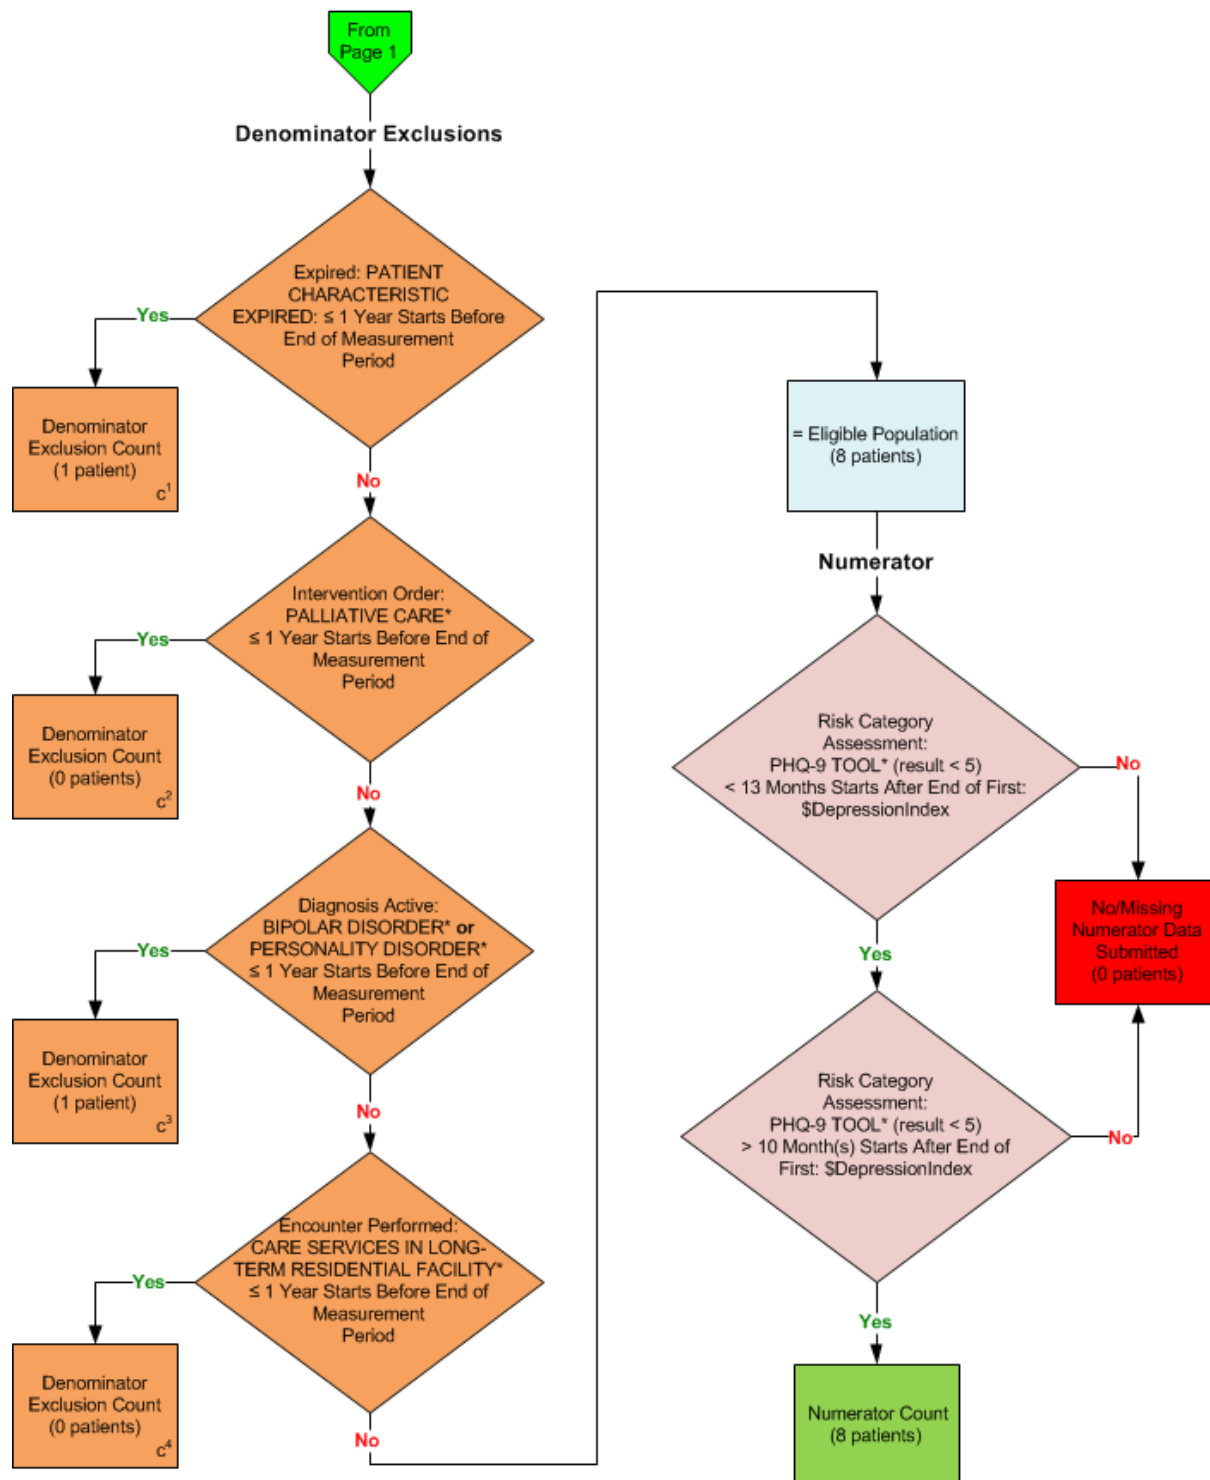 From
Page 1
Denominator Exclusions
Expired: PATIENT
CHARACTERISTIC
EXPIRED: ≤ 1 Year Starts Before
End of Measurement
Period
Yes
Denominator
Exclusion Count
(1 patient)
c¹
No
Intervention Order:
PALLIATIVE CARE*
≤ 1 Year Starts Before End of
Measurement
Period
Yes
Denominator
Exclusion Count
(0 patients)
c²
No
Diagnosis Active:
BIPOLAR DISORDER* or
PERSONALITY DISORDER*
≤ 1 Year Starts Before End of
Measurement
Period
Yes
Denominator
Exclusion Count
(1 patient)
c³
No
Encounter Performed:
CARE SERVICES IN LONG-
TERM RESIDENTIAL FACILITY*
≤ 1 Year Starts Before End of
Measurement
Period
Yes
Denominator
Exclusion Count
(0 patients)
c⁴
No
= Eligible Population
(8 patients)
Numerator
Risk Category
Assessment:
PHQ-9 TOOL* (result < 5)
< 13 Months Starts After End of First:
$DepressionIndex
No
No/Missing
Numerator Data
Submitted
(0 patients)
Yes
Risk Category
Assessment:
PHQ-9 TOOL* (result < 5)
> 10 Month(s) Starts After End of
First: $DepressionIndex
No
Yes
Numerator Count
(8 patients)